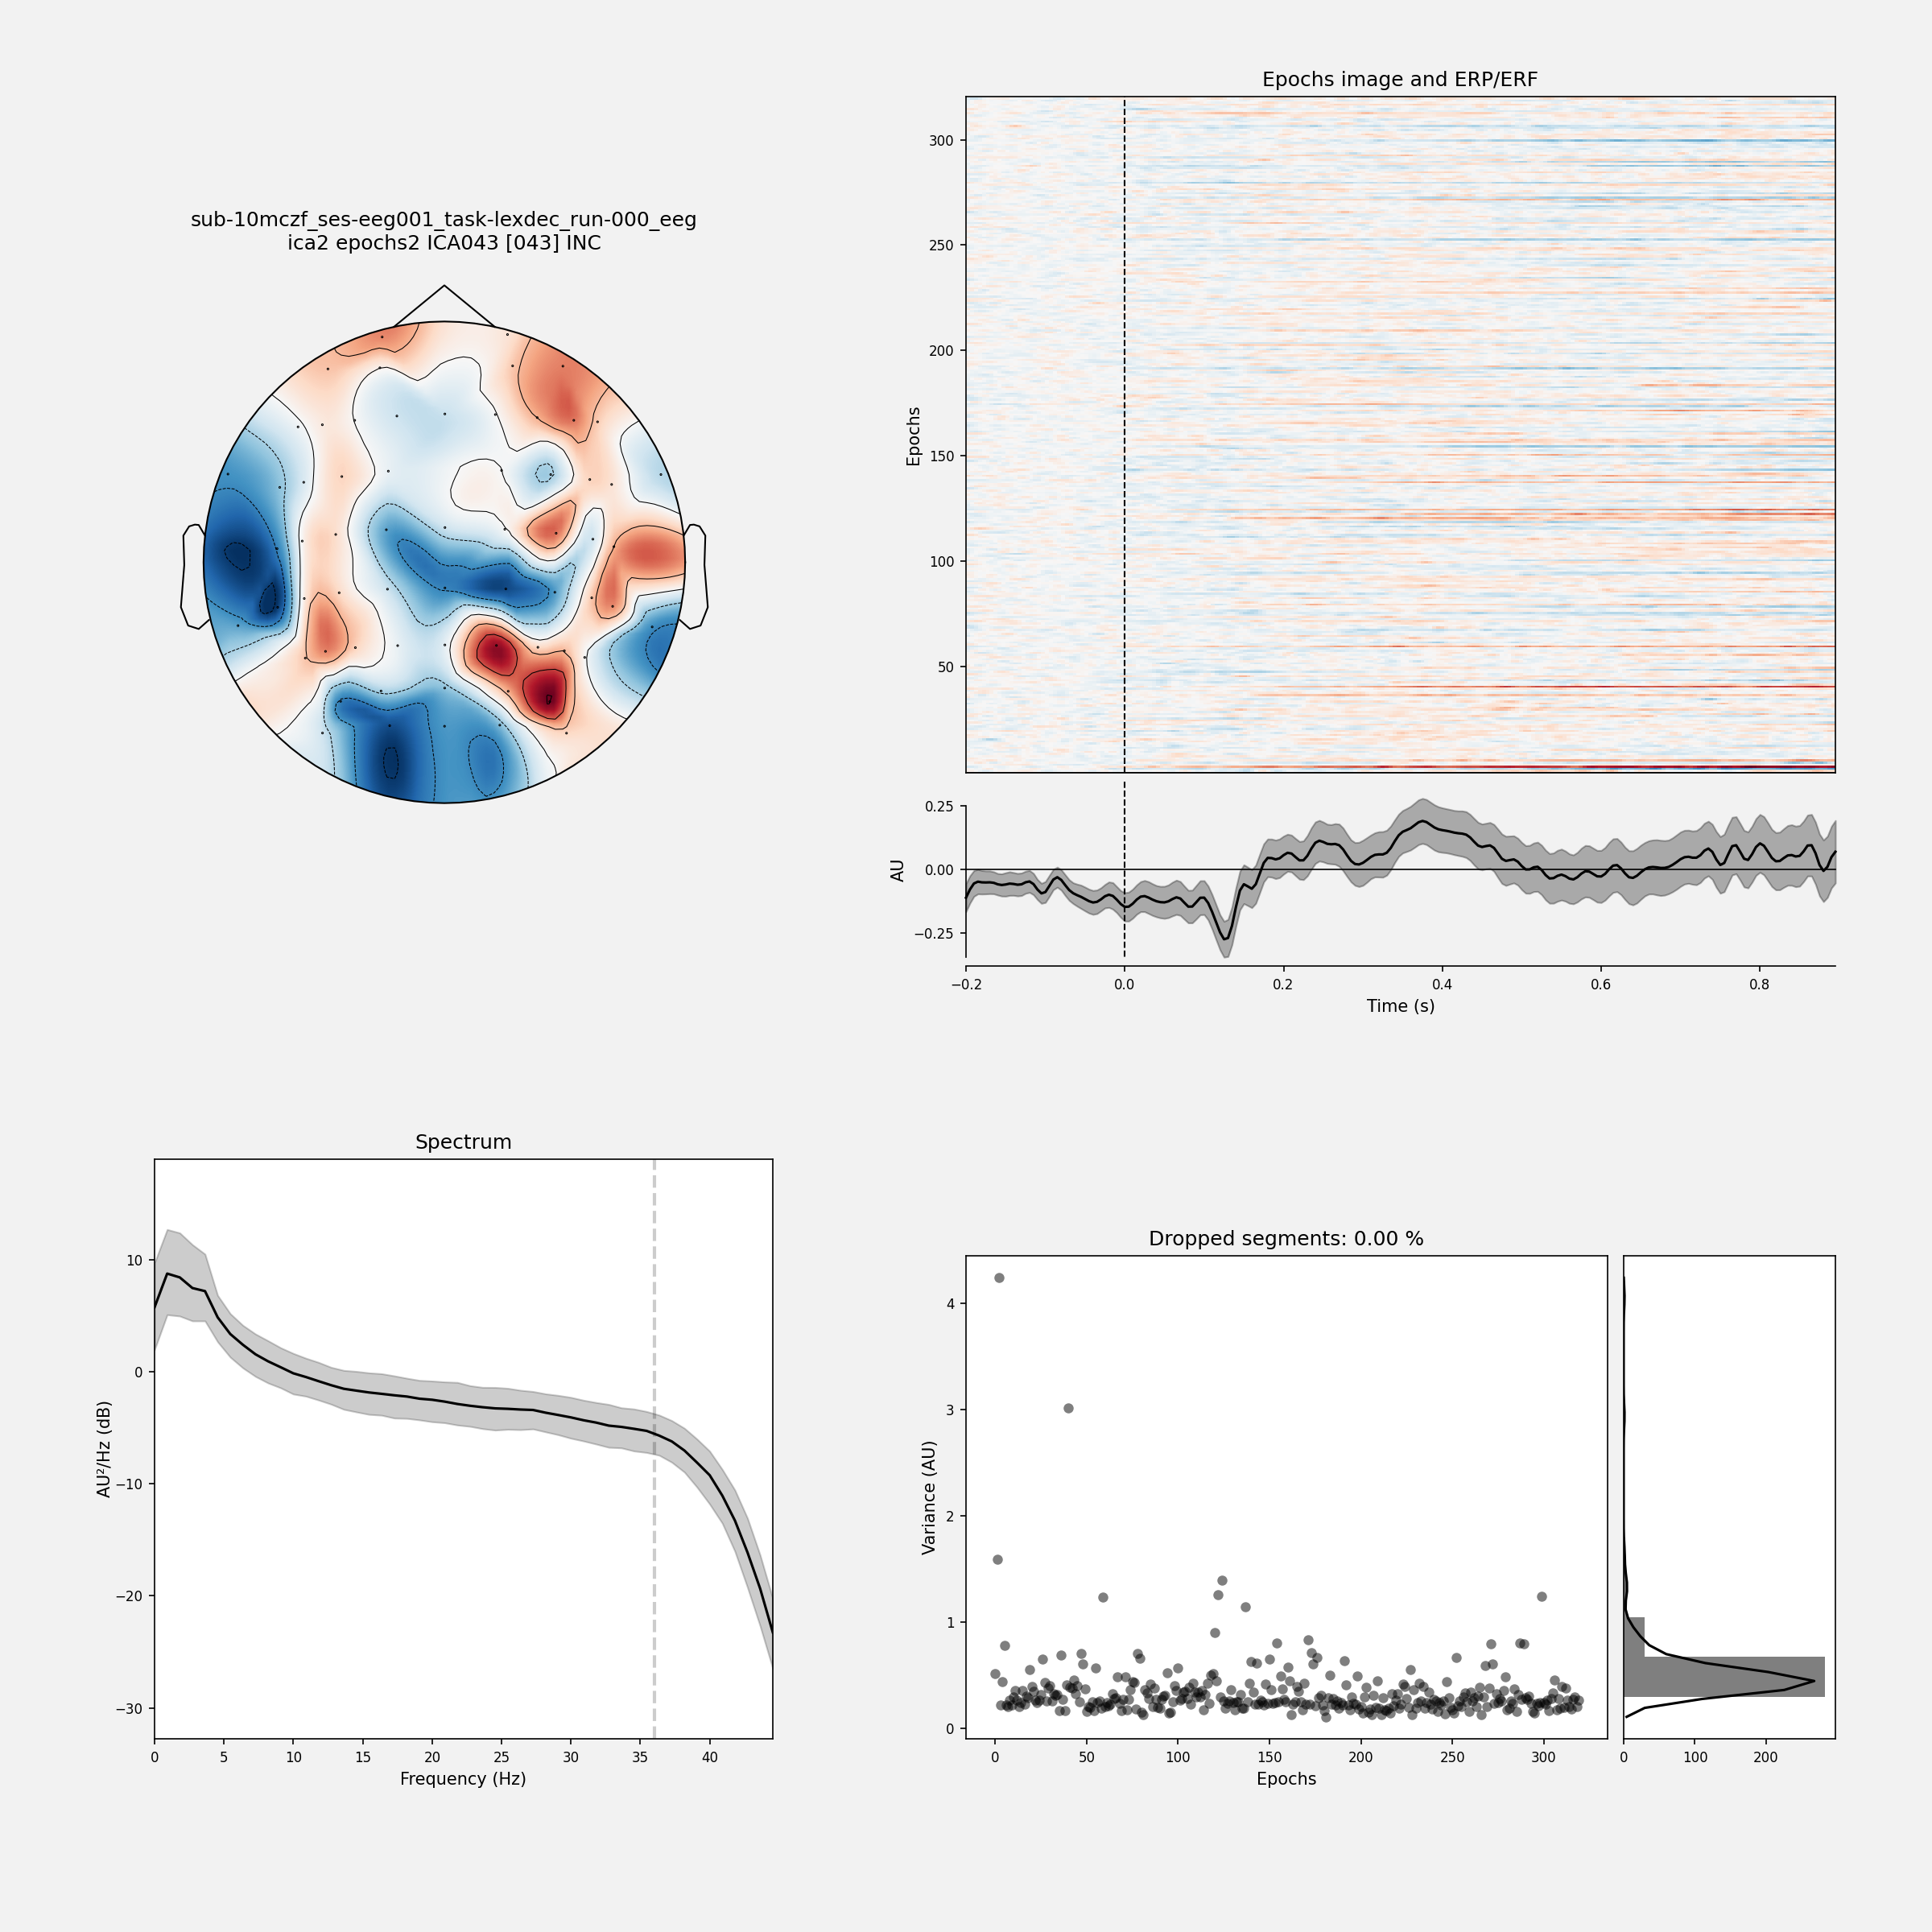 sub-10mczf_ses-eeg001_task-lexdec_run-000_eeg
ica2 epochs2 ICA043 [043] INC
Epochs image and ERP/ERF
300
250
200
150
100
50
Epochs
0.25
0.00
−0.25
AU
−0.2 0.0 0.2 0.4 0.6 0.8
Time (s)
Spectrum
10
0
−10
−20
−30
AU²/Hz (dB)
0 5 10 15 20 25 30 35 40
Frequency (Hz)
Dropped segments: 0.00 %
4
3
2
1
0
Variance (AU)
0 50 100 150 200 250 300
Epochs
0 100 200